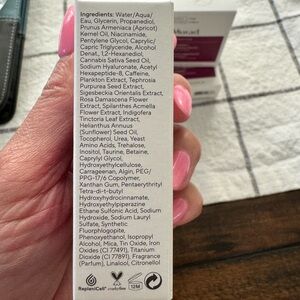 Ingredients: Water/Aqua/
Eau, Glycerin, Propanediol,
Prunus Armeniaca (Apricot)
Kernel Oil, Niacinamide,
Pentylene Glycol, Caprylic/
Capric Triglyceride, Alcohol
Denat., 1,2-Hexanediol,
Cannabis Sativa Seed Oil,
Sodium Hyaluronate, Acetyl
Hexapeptide-8, Caffeine,
Plankton Extract, Tephrosia
Purpurea Seed Extract,
Sigesbeckia Orientalis Extract,
Rosa Damascena Flower
Extract, Spilanthes Acmella
Flower Extract, Indigofera
Tinctoria Leaf Extract,
Helianthus Annuus
(Sunflower) Seed Oil,
Tocopherol, Urea, Yeast
Amino Acids, Trehalose,
Inositol, Taurine, Betaine,
Caprylyl Glycol,
Hydroxyethylcellulose,
Carrageenan, Algin, PEG/
PPG-17/6 Copolymer,
Xanthan Gum, Pentaerythrityl
Tetra-di-t-butyl
Hydroxyhydrocinnamate,
Hydroxyethylpiperazine
Ethane Sulfonic Acid, Sodium
Hydroxide, Sodium Lauryl
Sulfate, Synthetic
Fluorphlogopite,
Phenoxyethanol, Isopropyl
Alcohol, Mica, Tin Oxide, Iron
Oxides (CI 77491), Titanium
Dioxide (CI 77891), Fragrance
(Parfum), Linalool, Citronellol
ReplantCell
crueltyfree
12M
Murad